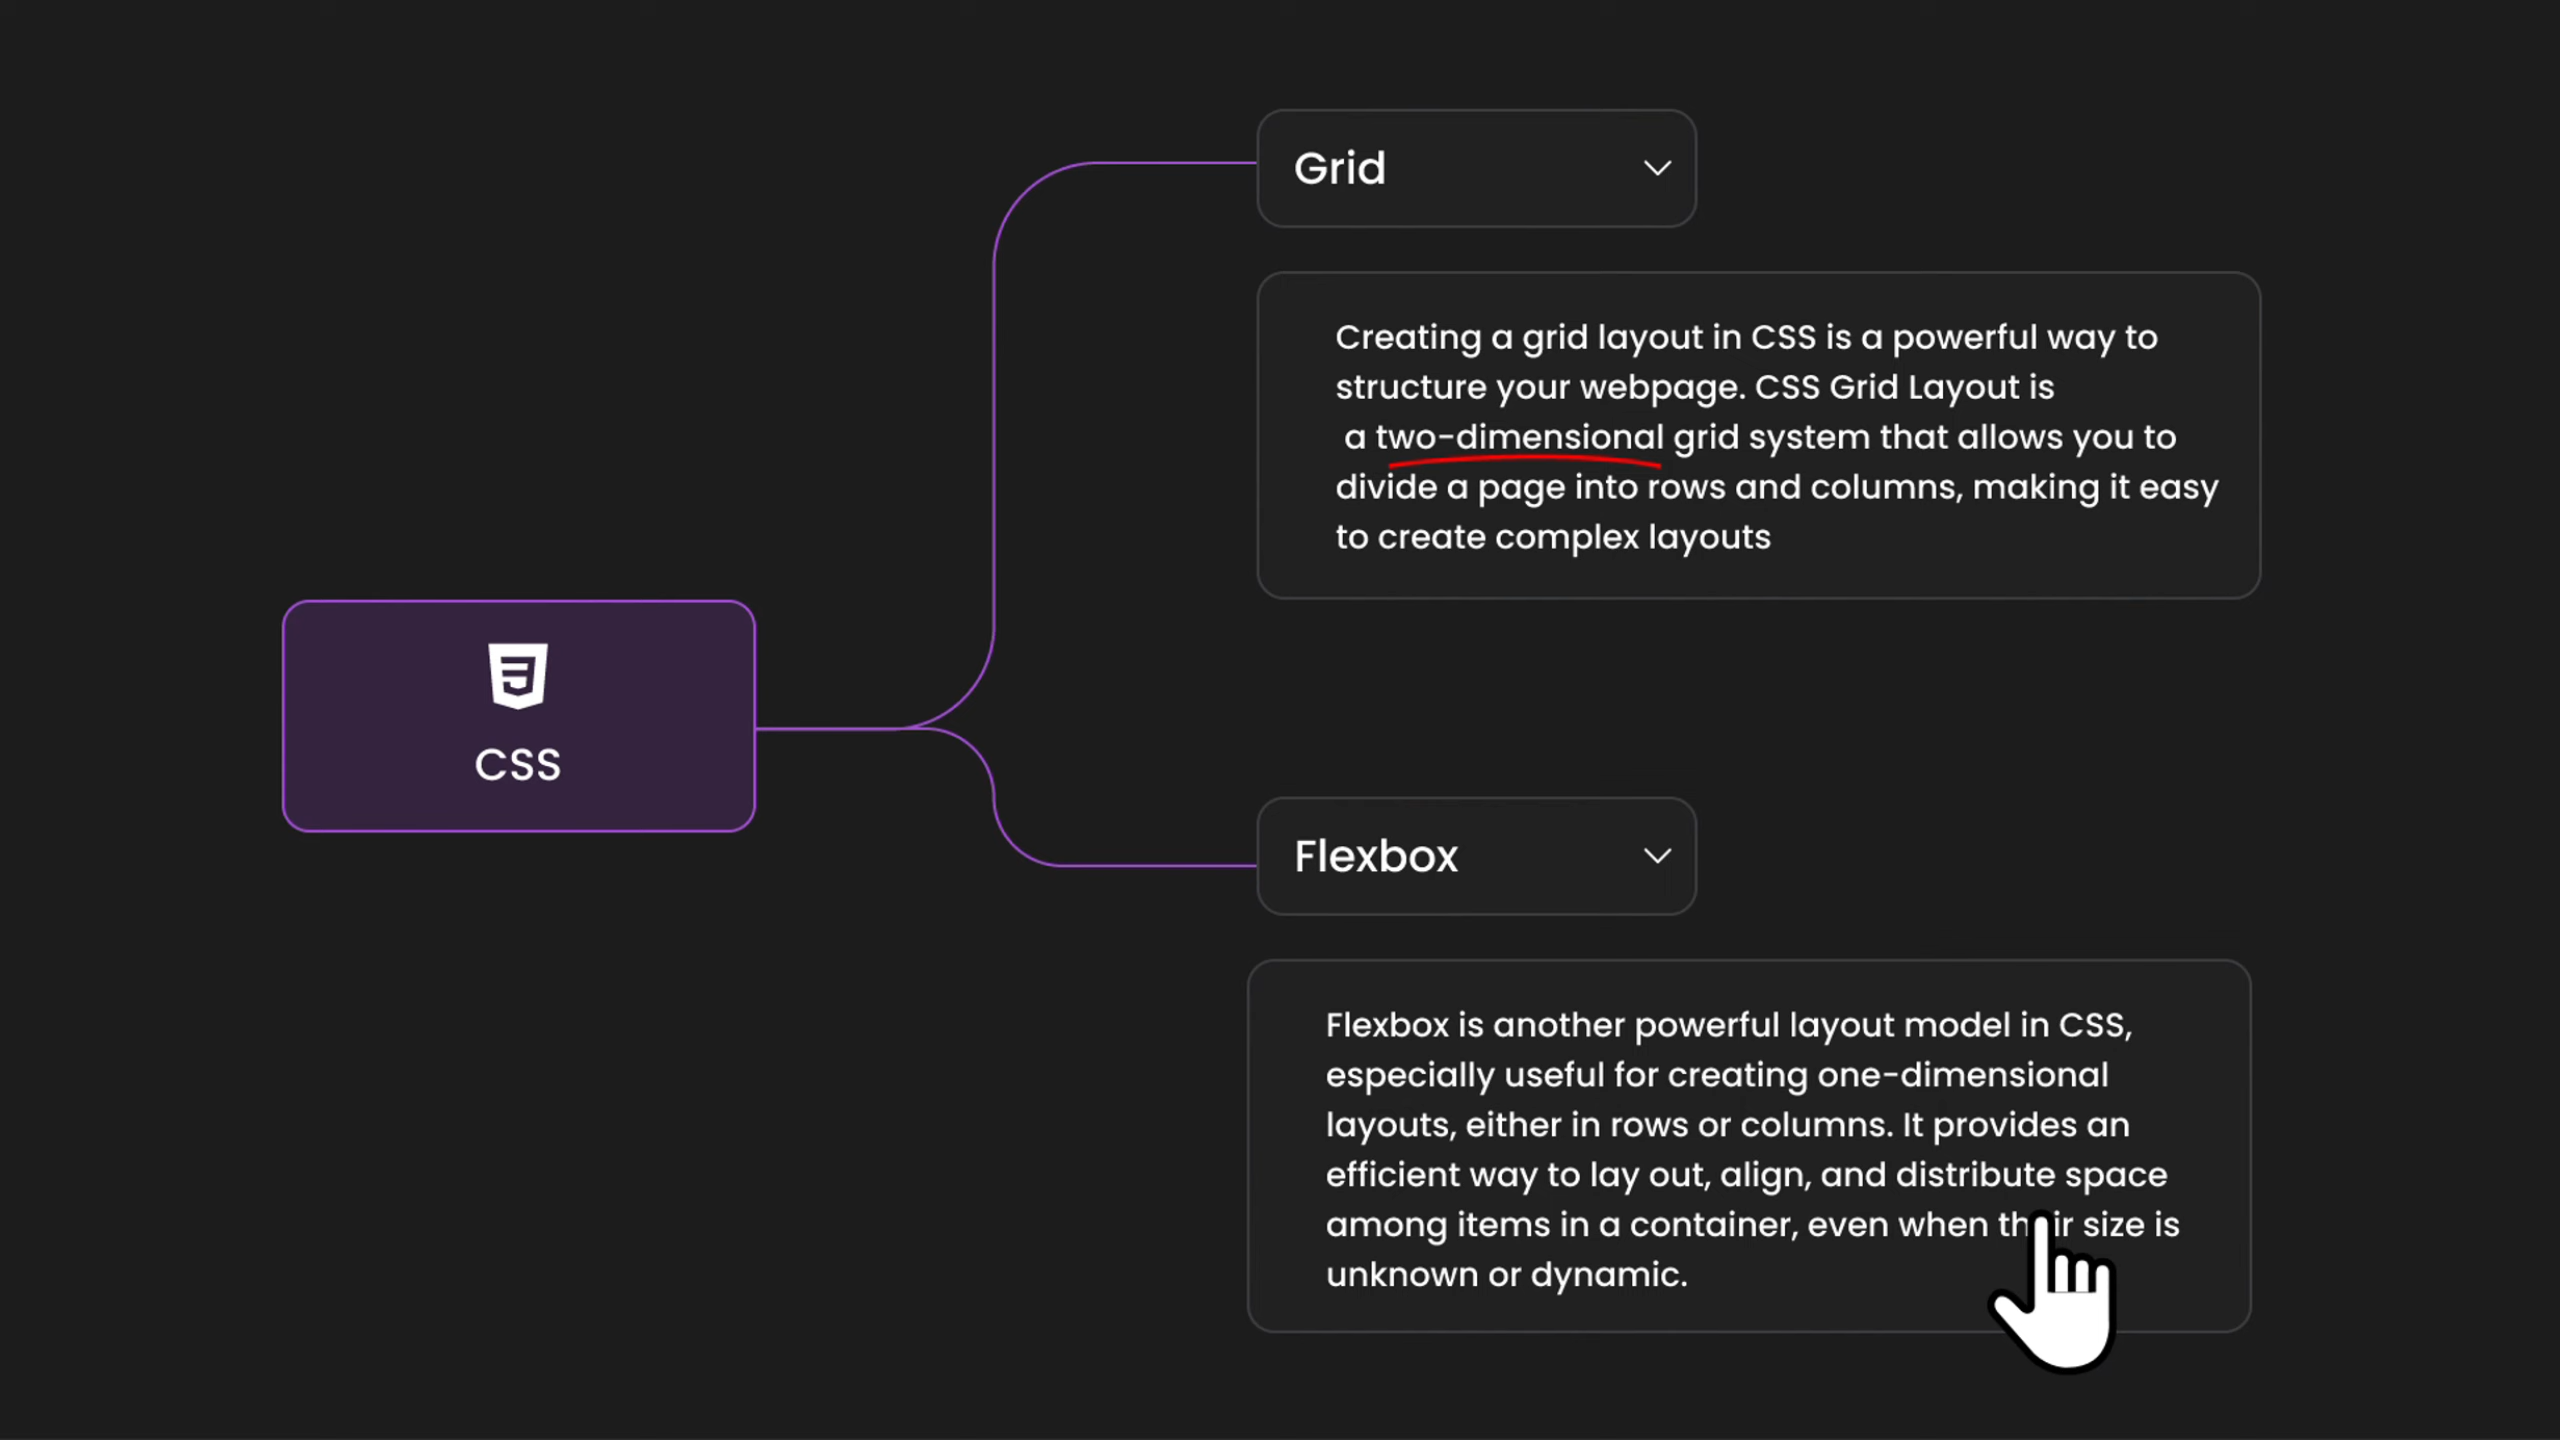 Grid
Creating a grid layout in CSS is a powerful way to
structure your webpage. CSS Grid Layout is
a two-dimensional grid system that allows you to
divide a page into rows and columns, making it easy
to create complex layouts
CSS
Flexbox
Flexbox is another powerful layout model in CSS,
especially useful for creating one-dimensional
layouts, either in rows or columns. It provides an
efficient way to lay out, align, and distribute space
among items in a container, even when their size is
unknown or dynamic.